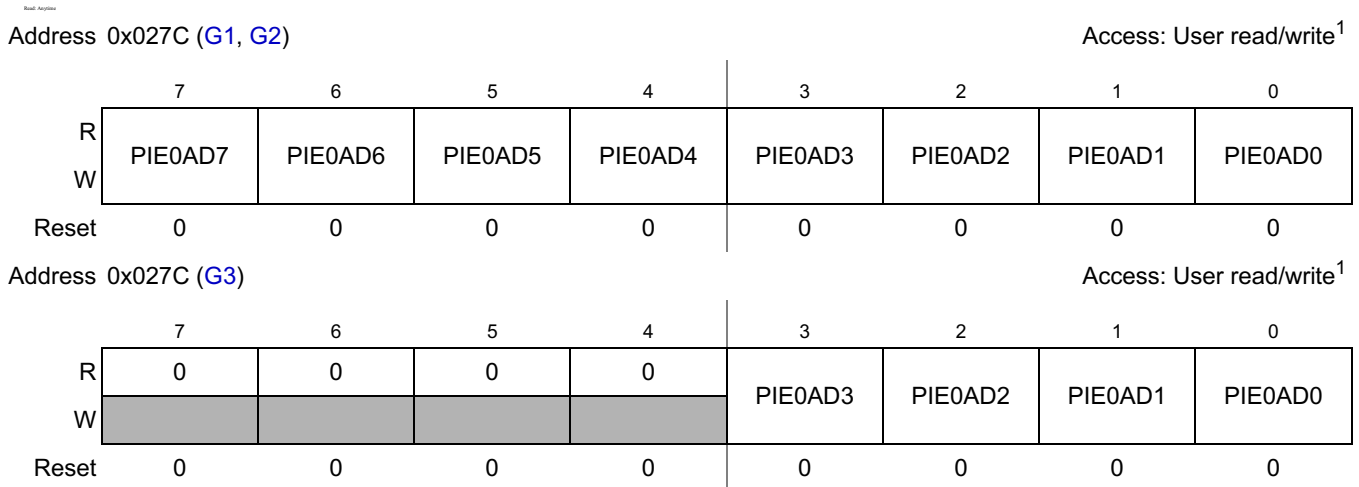 Read: Anytime
Address 0x027C (G1, G2) Access: User read/write1
7 6 5 4 3 2 1 0
R
PIE0AD7 PIE0AD6 PIE0AD5 PIE0AD4 PIE0AD3 PIE0AD2 PIE0AD1 PIE0AD0
W
Reset 0 0 0 0 0 0 0 0
Address 0x027C (G3) Access: User read/write1
7 6 5 4 3 2 1 0
R 0 0 0 0
PIE0AD3 PIE0AD2 PIE0AD1 PIE0AD0
W
Reset 0 0 0 0 0 0 0 0